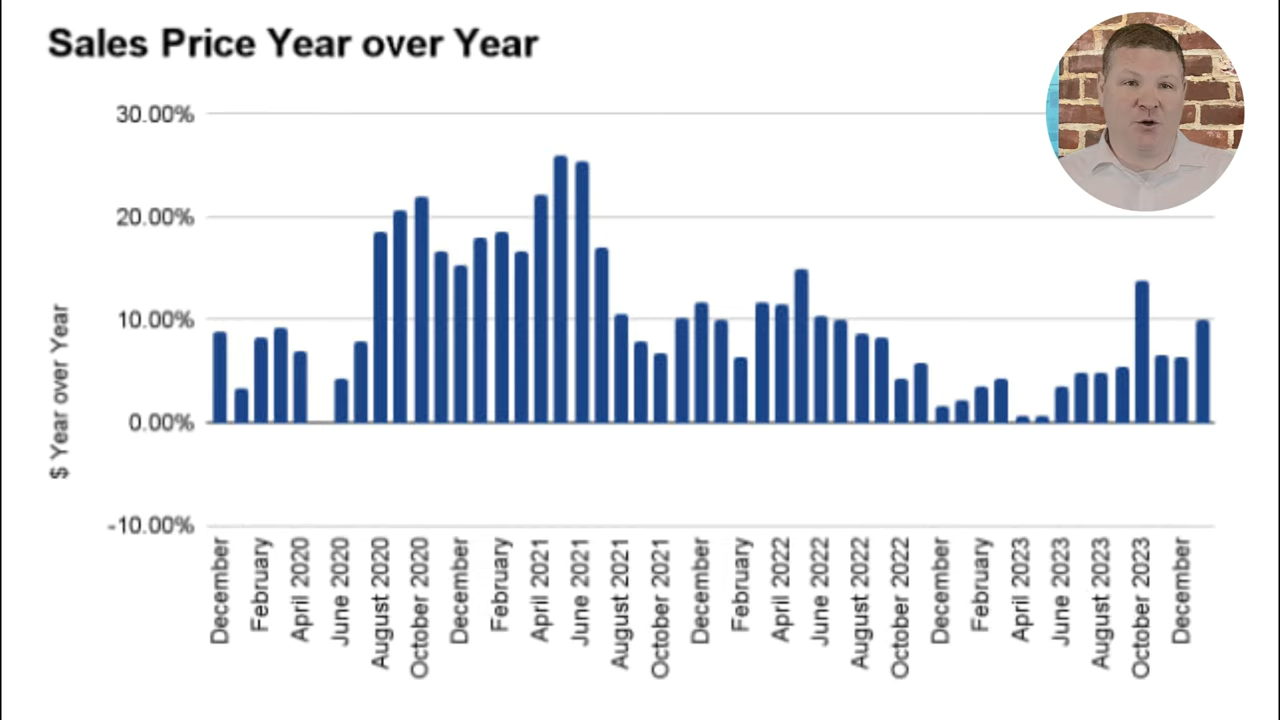 Sales Price Year over Year
30.00%
20.00%
10.00%
0.00%
-10.00%
$ Year over Year
December
February
April 2020
June 2020
August 2020
October 2020
December
February
April 2021
June 2021
August 2021
October 2021
December
February
April 2022
June 2022
August 2022
October 2022
December
February
April 2023
June 2023
August 2023
October 2023
December